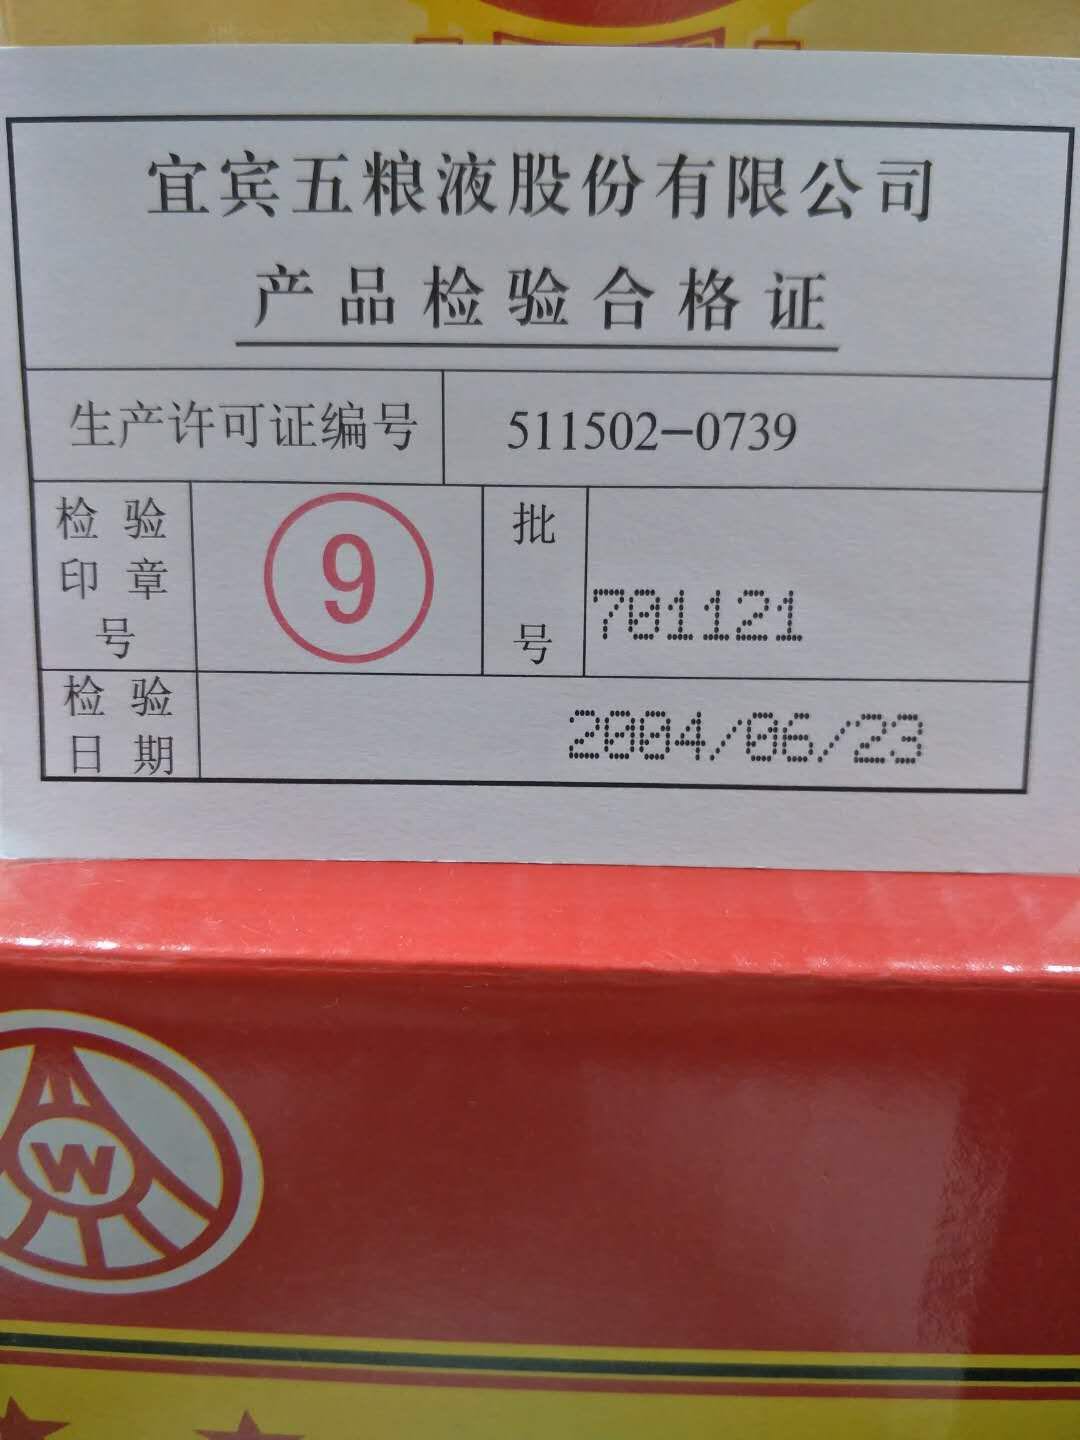 宜宾五粮液股份有限公司
产品检验合格证
生产许可证编号 511502-0739
检验
印章
号
9
批
号
701121
检验
日期
2004/06/23
W